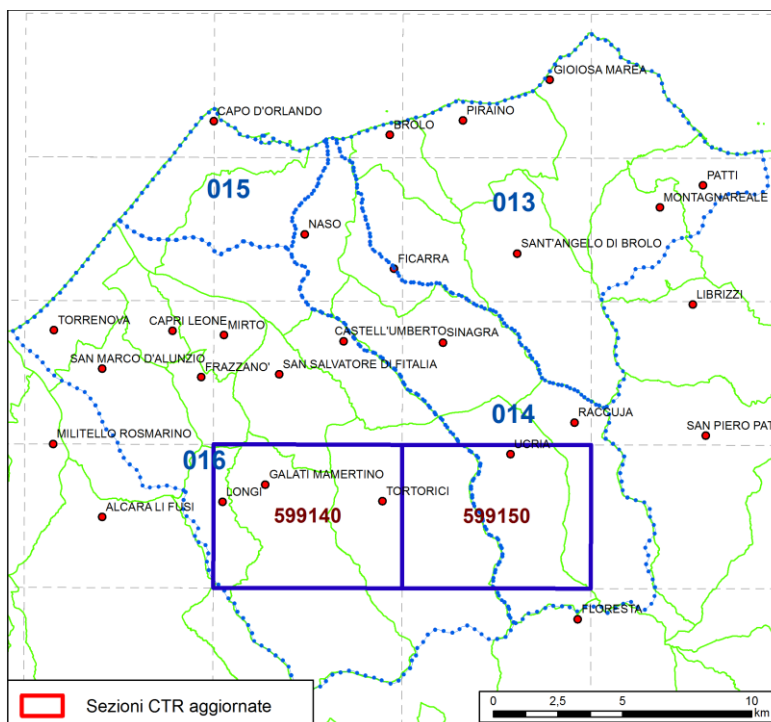 GIOIOSA MAREA
CAPO D'ORLANDO
PIRAINO
BROLO
PATTI
015
013
MONTAGNAREALE
NASO
SANT'ANGELO DI BROLO
FICARRA
LIBRIZZI
TORRENOVA
CAPRI LEONE
MIRTO
CASTELL'UMBERTO
SINAGRA
SAN MARCO D'ALUNZIO
FRAZZANO'
SAN SALVATORE DI FITALIA
014
RACCUJA
SAN PIERO PAT
MILITELLO ROSMARINO
016
UCRIA
GALATI MAMERTINO
LONGI
TORTORICI
ALCARA LI FUSI
599140
599150
FLORESTA
Sezioni CTR aggiornate
0 2,5 5 10
km